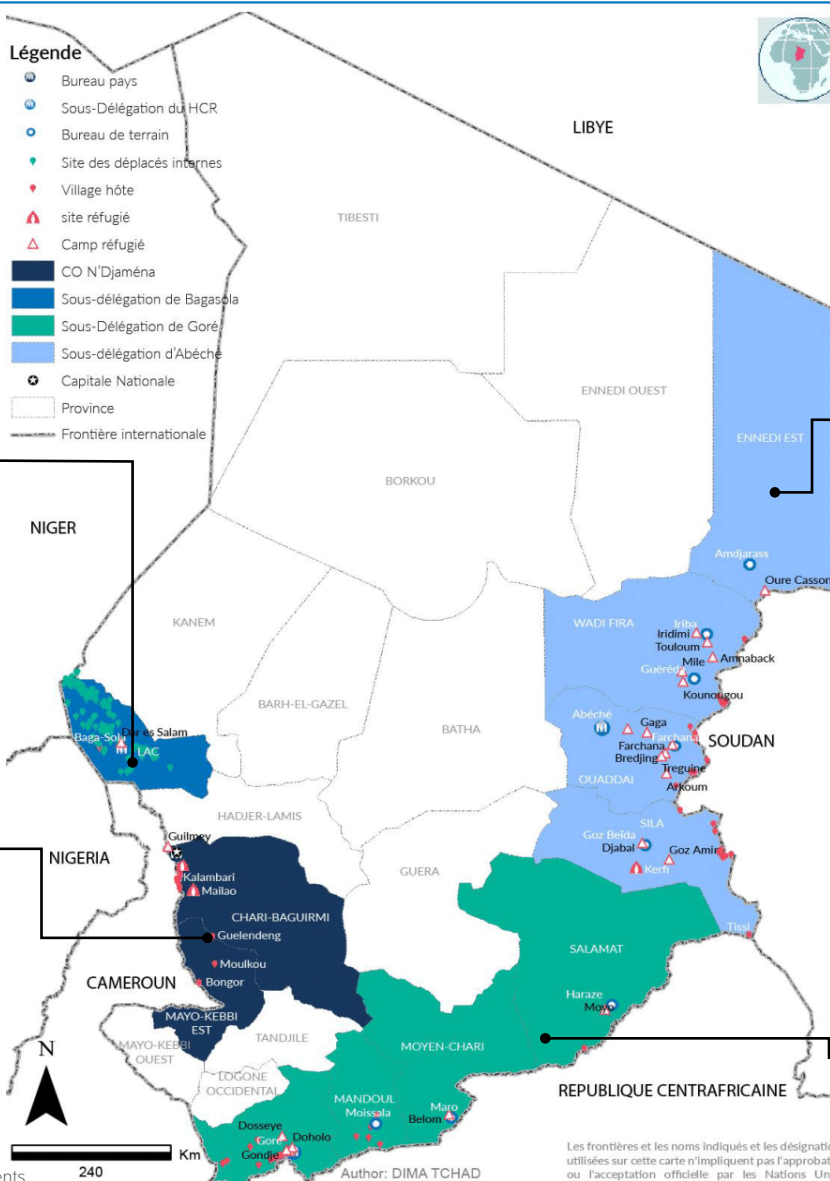 Légende
Bureau pays
Sous-Délégation du HCR
Bureau de terrain
Site des déplacés internes
Village hôte
site réfugié
Camp réfugié
CO N'Djaména
Sous-délégation de Bagasola
Sous-Délégation de Goré
Sous-délégation d'Abéché
Capitale Nationale
Province
Frontière internationale
LIBYE
TIBESTI
ENNEDI OUEST
ENNEDI EST
BORKOU
NIGER
Amdjarass
Oure Casson
KANEM
WADI FIRA
Iriba
Iridimi
Touloum
Mile
Amnaback
Guéréda
Kounoungou
BARH-EL-GAZEL
BATHA
Abéché
Gaga
Farchana
Farchana
Bredjing
Treguine
Arkoum
OUADDAI
SOUDAN
Dar es Salam
Baga-Sola
LAC
HADJER-LAMIS
SILA
Goz Beïda
Djabal
Goz Amir
Kerfi
Guilmey
NIGERIA
Kalambari
Mailao
GUERA
CHARI-BAGUIRMI
Guelendeng
Tissi
SALAMAT
Moulkou
CAMEROUN
Bongor
Haraze
Moyo
MAYO-KEBBI
EST
MAYO-KEBBI
OUEST
TANDJILE
MOYEN-CHARI
N
LOGONE
OCCIDENTAL
REPUBLIQUE CENTRAFRICAINE
MANDOUL
Moissala
Maro
Belom
Dosseye
Goré
Doholo
Gondje
Km
240
Author: DIMA TCHAD
Les frontières et les noms indiqués et les désignatio
utilisées sur cette carte n'impliquent pas l'approbat
ou l'acceptation officielle par les Nations Un
ents